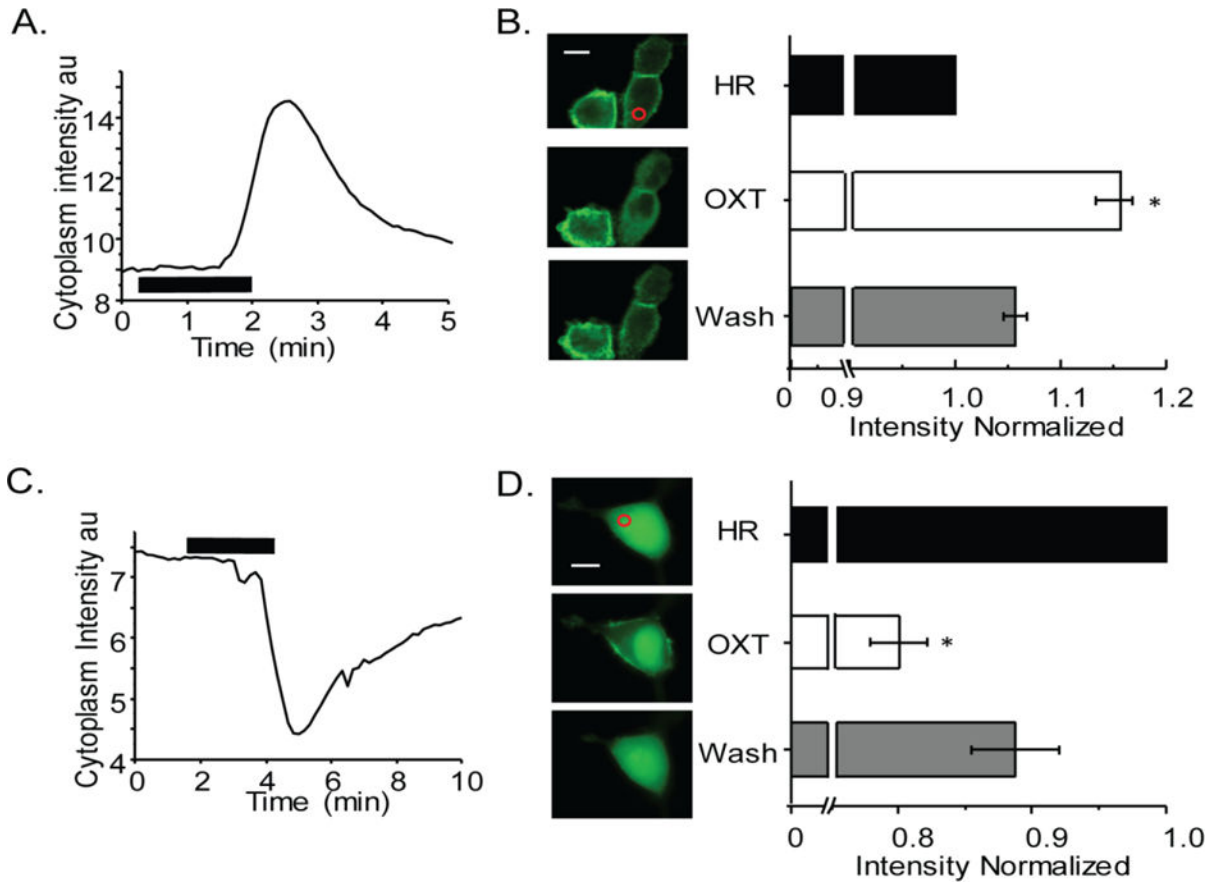 A.
Cytoplasm intensity au
14
12
10
8
0 1 2 3 4 5
Time (min)
B.
HR
OXT
*
Wash
0 0.9 1.0 1.1 1.2
Intensity Normalized
C.
Cytoplasm Intensity au
7
6
5
4
0 2 4 6 8 10
Time (min)
D.
HR
OXT
*
Wash
0 0.8 0.9 1.0
Intensity Normalized